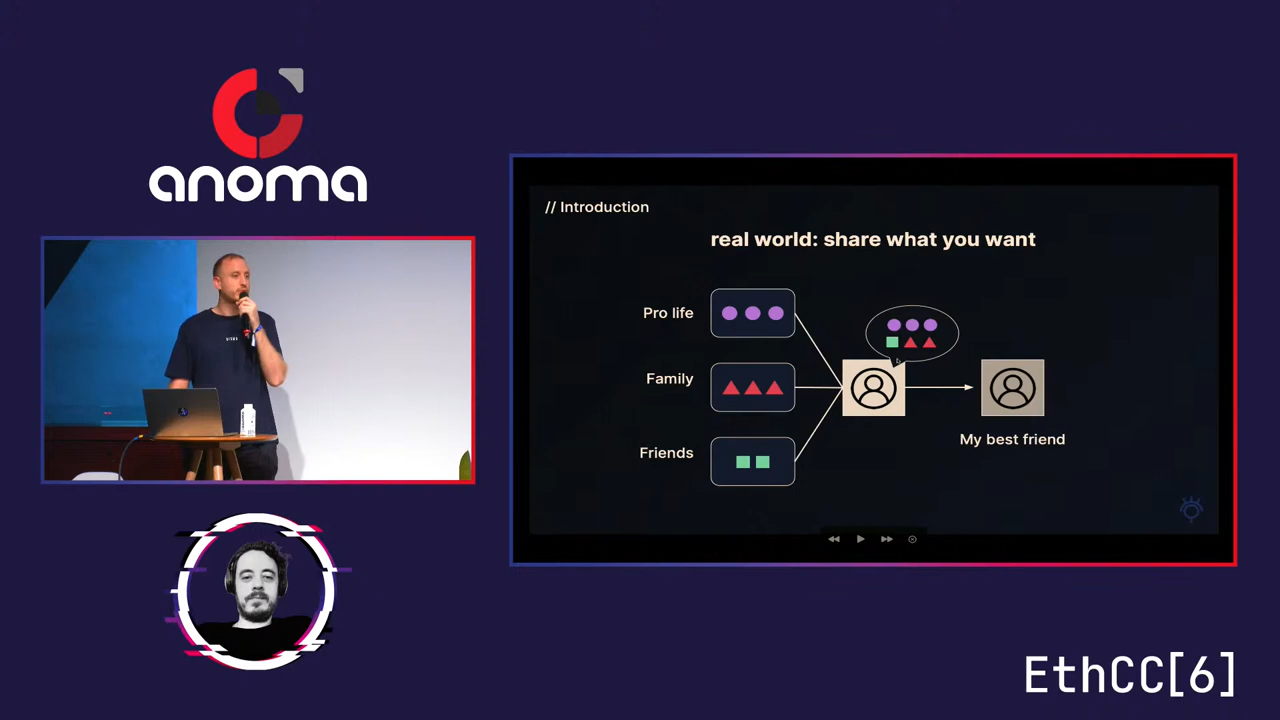 anoma
// Introduction
real world: share what you want
Pro life
Family
Friends
My best friend
EthCC[6]